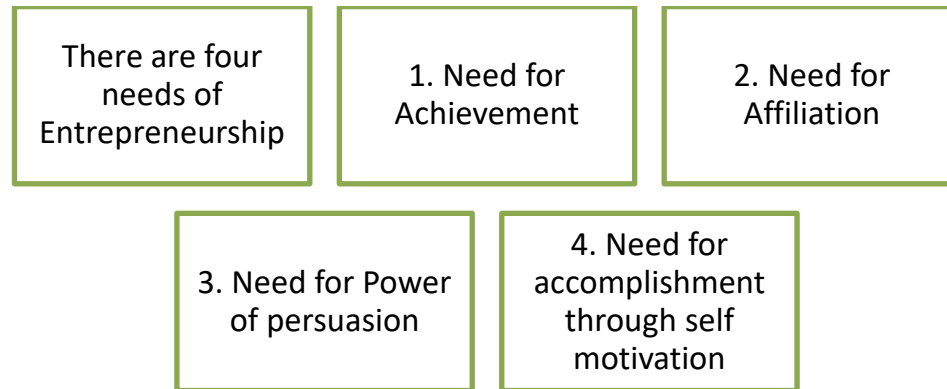 There are four
needs of
Entrepreneurship
1. Need for
Achievement
2. Need for
Affiliation
3. Need for Power
of persuasion
4. Need for
accomplishment
through self
motivation